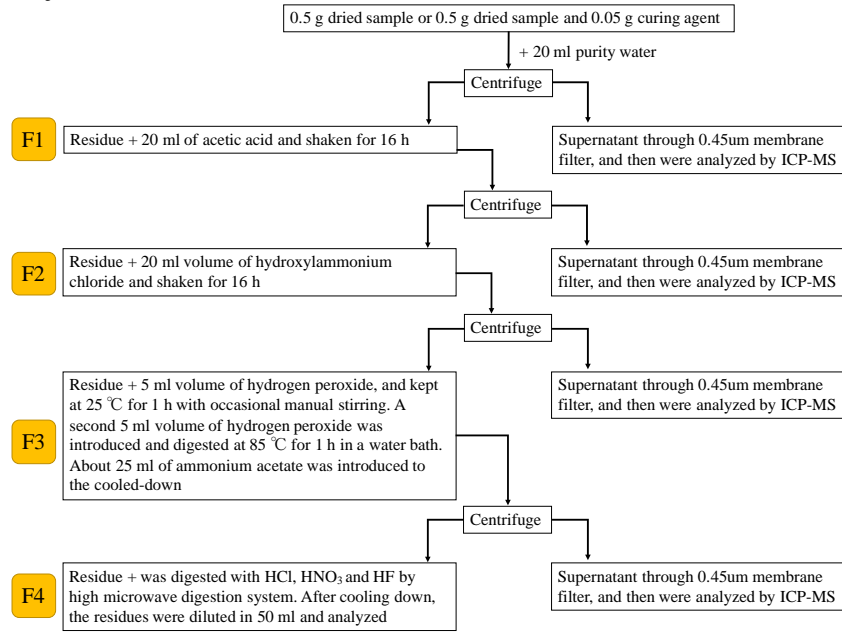 0.5 g dried sample or 0.5 g dried sample and 0.05 g curing agent
+ 20 ml purity water
Centrifuge
F1
Residue + 20 ml of acetic acid and shaken for 16 h
Supernatant through 0.45um membrane
filter, and then were analyzed by ICP-MS
Centrifuge
F2
Residue + 20 ml volume of hydroxylammonium
chloride and shaken for 16 h
Supernatant through 0.45um membrane
filter, and then were analyzed by ICP-MS
Centrifuge
F3
Residue + 5 ml volume of hydrogen peroxide, and kept
at 25 ℃ for 1 h with occasional manual stirring. A
second 5 ml volume of hydrogen peroxide was
introduced and digested at 85 ℃ for 1 h in a water bath.
About 25 ml of ammonium acetate was introduced to
the cooled-down
Supernatant through 0.45um membrane
filter, and then were analyzed by ICP-MS
Centrifuge
F4
Residue + was digested with HCl, HNO₃ and HF by
high microwave digestion system. After cooling down,
the residues were diluted in 50 ml and analyzed
Supernatant through 0.45um membrane
filter, and then were analyzed by ICP-MS